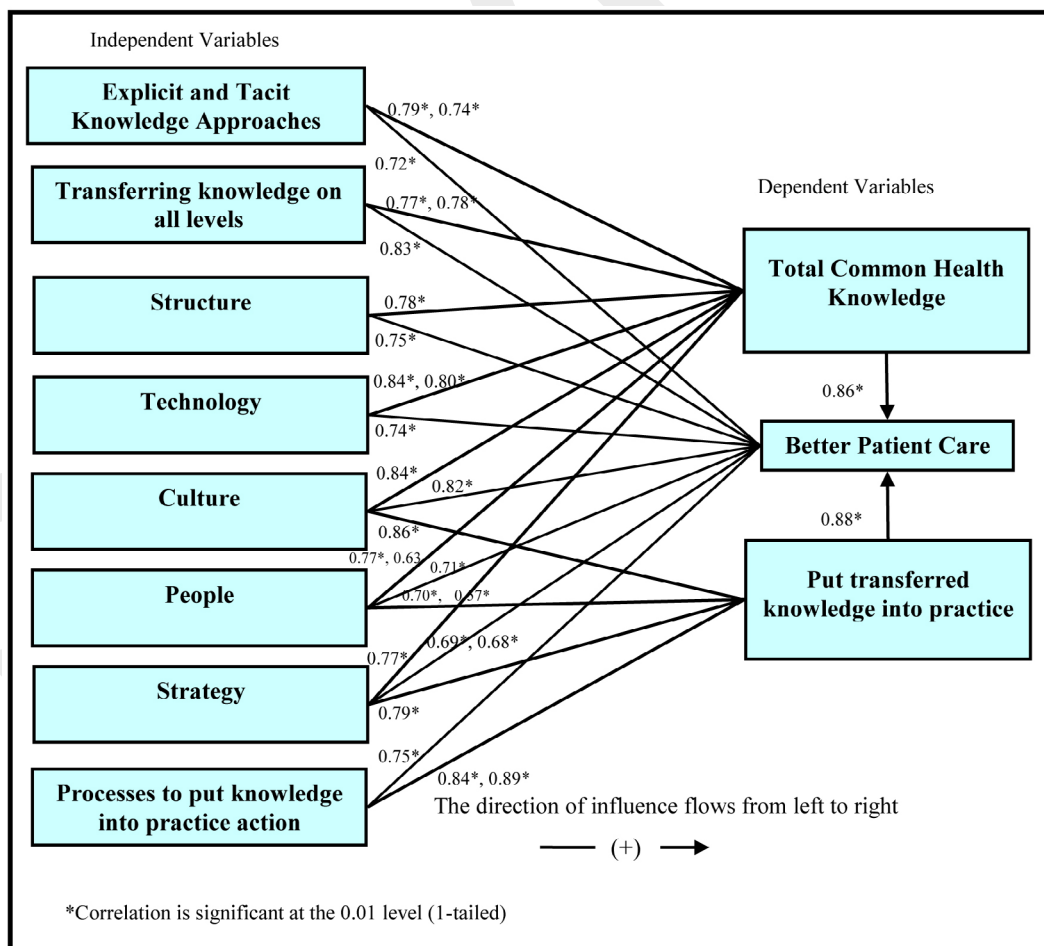 Independent Variables
Explicit and Tacit
Knowledge Approaches
0.79*, 0.74*
0.72*
Transferring knowledge on
all levels
0.77*, 0.78*
0.83*
Dependent Variables
Total Common Health
Knowledge
Structure
0.78*
0.75*
Technology
0.84*, 0.80*
0.74*
0.86*
Better Patient Care
Culture
0.84*
0.82*
0.86*
0.88*
0.77*, 0.63
0.71*
People
0.70*, 0.57*
Put transferred
knowledge into practice
0.69*, 0.68*
0.77*
Strategy
0.79*
0.75*
Processes to put knowledge
into practice action
0.84*, 0.89*
The direction of influence flows from left to right
(+)
*Correlation is significant at the 0.01 level (1-tailed)